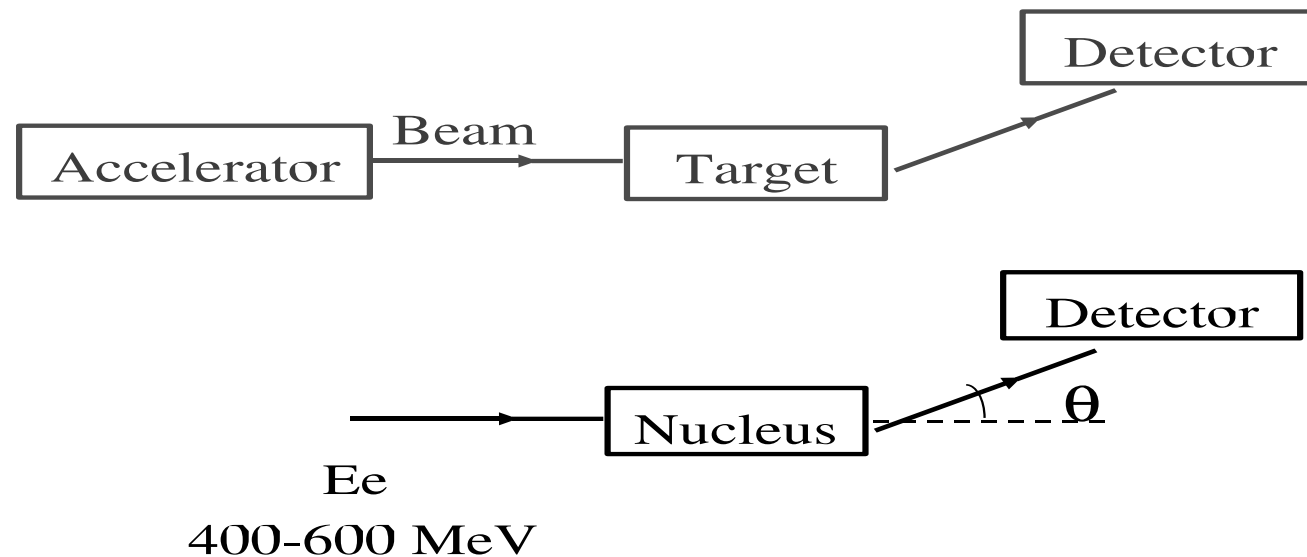 Detector
Beam
Accelerator
Target
Detector
θ
Nucleus
Ee
400-600 MeV